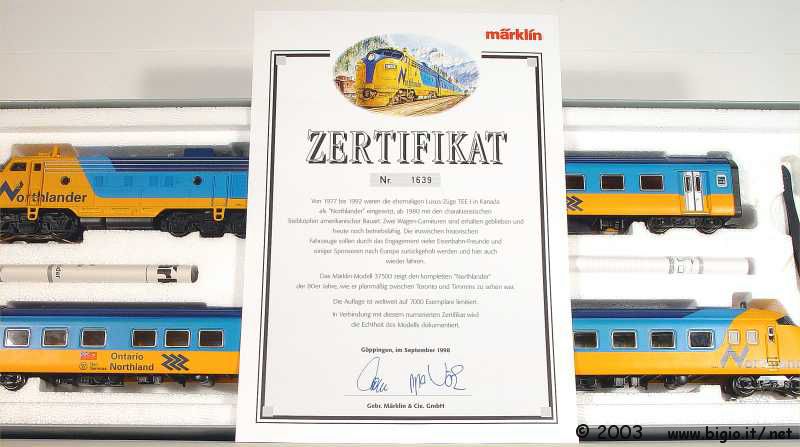 märklin
ZERTIFIKAT
Nr. 1639
Von 1977 bis 1992 waren die ehemaligen Luxus-Züge TEE I in Kanada
als "Northlander" eingesetzt, ab 1980 mit den charakteristischen
Dieselloks amerikanischer Bauart. Zwei Wagen-Garnituren sind erhalten geblieben und
heute noch betriebsfähig. Die inzwischen historischen
Fahrzeuge sollen durch das Engagement vieler Eisenbahn-Freunde und
einiger Sponsoren nach Europa zurückgeholt werden und hier auch
wieder fahren.
Das Märklin-Modell 37500 zeigt den kompletten "Northlander"
der 80er Jahre, wie er planmäßig zwischen Toronto und Timmins zu sehen war.
Die Auflage ist weltweit auf 7000 Exemplare limitiert.
In Verbindung mit diesem numerierten Zertifikat wird
die Echtheit des Modells dokumentiert.
Göppingen, im September 1998
Gebr. Märklin & Cie. GmbH
Northlander
Ontario
Northland
© 2003 www.bigio.it/.net